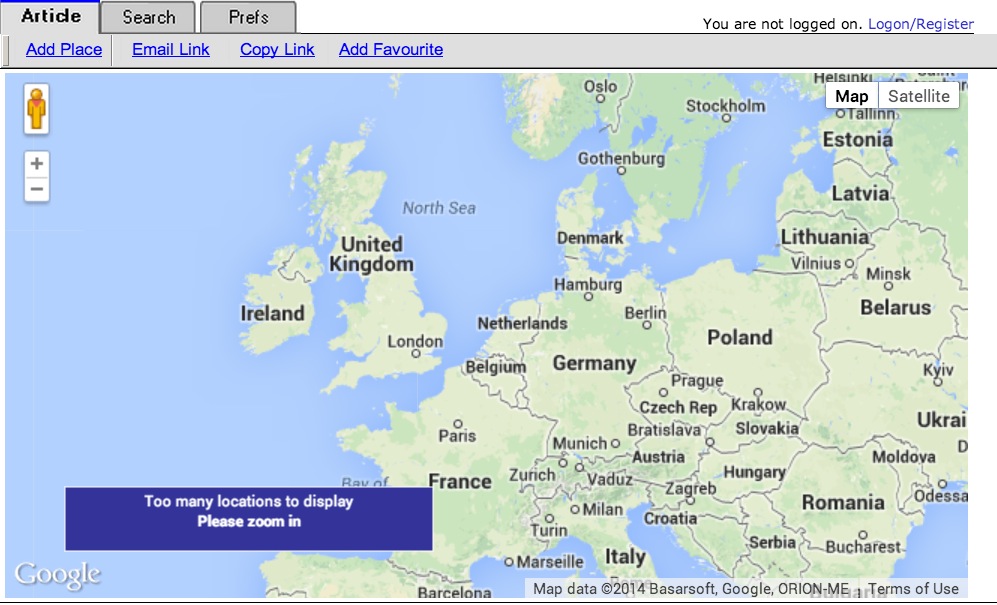 Article Search Prefs
You are not logged on. Logon/Register
Add Place Email Link Copy Link Add Favourite
Helsinki
Oslo
Map Satellite
Stockholm
Tallinn
Estonia
Gothenburg
Latvia
North Sea
Denmark
Lithuania
United
Kingdom
Vilnius
Minsk
Hamburg
Ireland
Berlin
Belarus
Netherlands
London
Poland
Belgium
Germany
Kyiv
Prague
Czech Rep
Krakow
Ukrai
Paris
Bratislava
Slovakia
Munich
Austria
Moldova
Zurich
Vaduz
Hungary
Bay of
France
Zagreb
Odessa
Too many locations to display
Please zoom in
Milan
Croatia
Romania
Turin
Serbia
Bucharest
Marseille
Italy
Google
Barcelona
Map data ©2014 Basarsoft, Google, ORION-ME Terms of Use